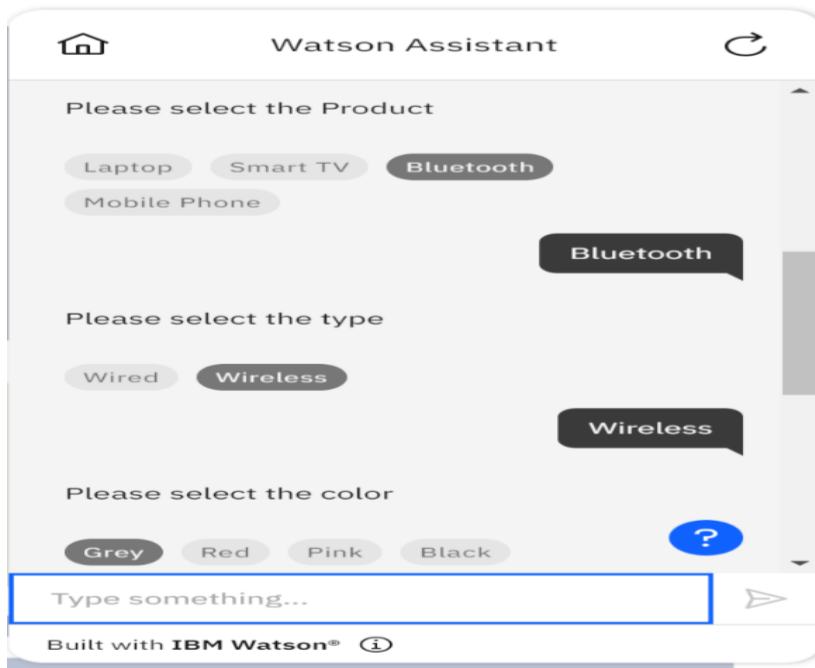 Watson Assistant
Please select the Product
Laptop Smart TV Bluetooth
Mobile Phone
Bluetooth
Please select the type
Wired Wireless
Wireless
Please select the color
Grey Red Pink Black
?
Type something...
Built with IBM Watson® i